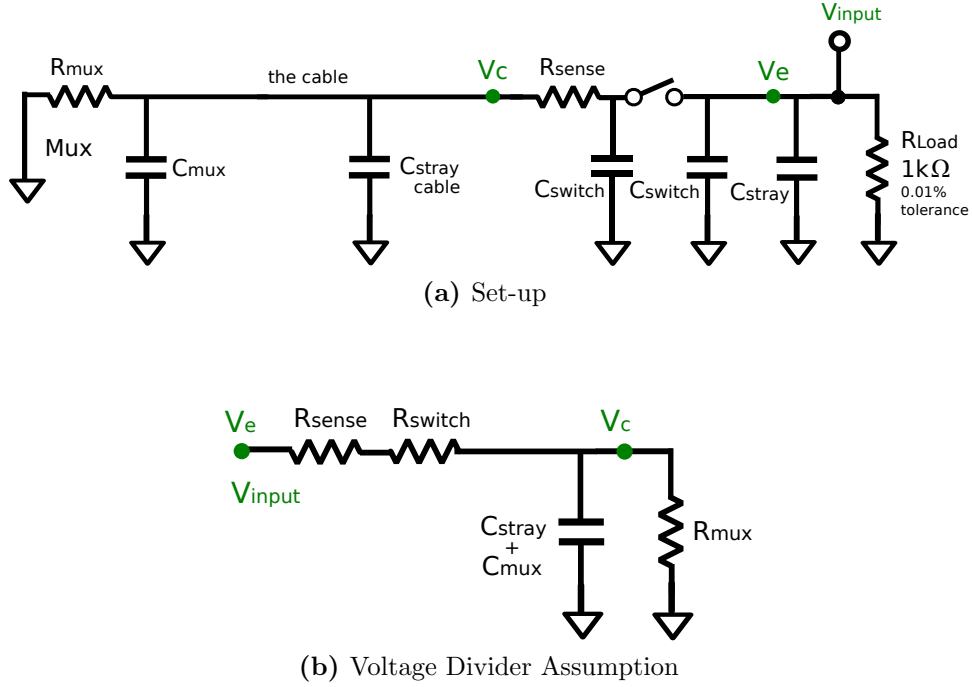 Vinput
Rmux
the cable
Vc
Rsense
Ve
Mux
Cmux
Cstray
cable
Cswitch
Cswitch
Cstray
RLoad
1kΩ
0.01%
tolerance
(a) Set-up
Ve
Rsense
Rswitch
Vc
Vinput
Cstray
+
Cmux
Rmux
(b) Voltage Divider Assumption